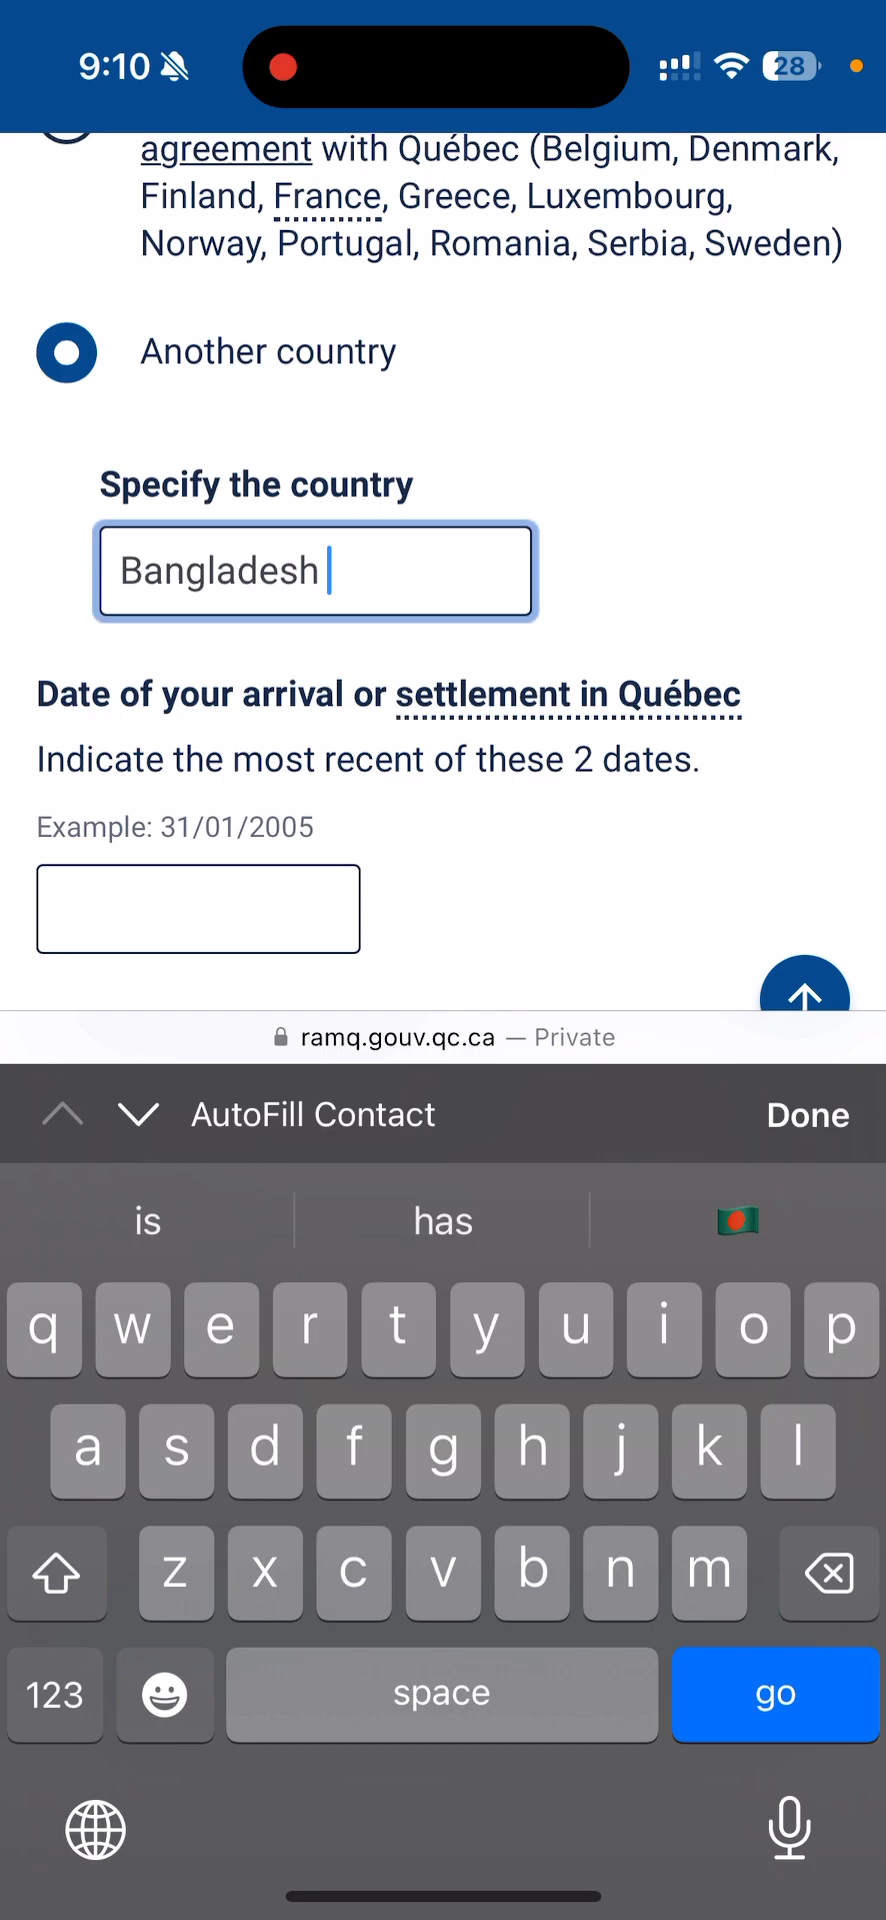 9:10
28
agreement with Québec (Belgium, Denmark,
Finland, France, Greece, Luxembourg,
Norway, Portugal, Romania, Serbia, Sweden)
Another country
Specify the country
Bangladesh
Date of your arrival or settlement in Québec
Indicate the most recent of these 2 dates.
Example: 31/01/2005
ramq.gouv.qc.ca — Private
AutoFill Contact Done
is has
q w e r t y u i o p
a s d f g h j k l
z x c v b n m
123 space go